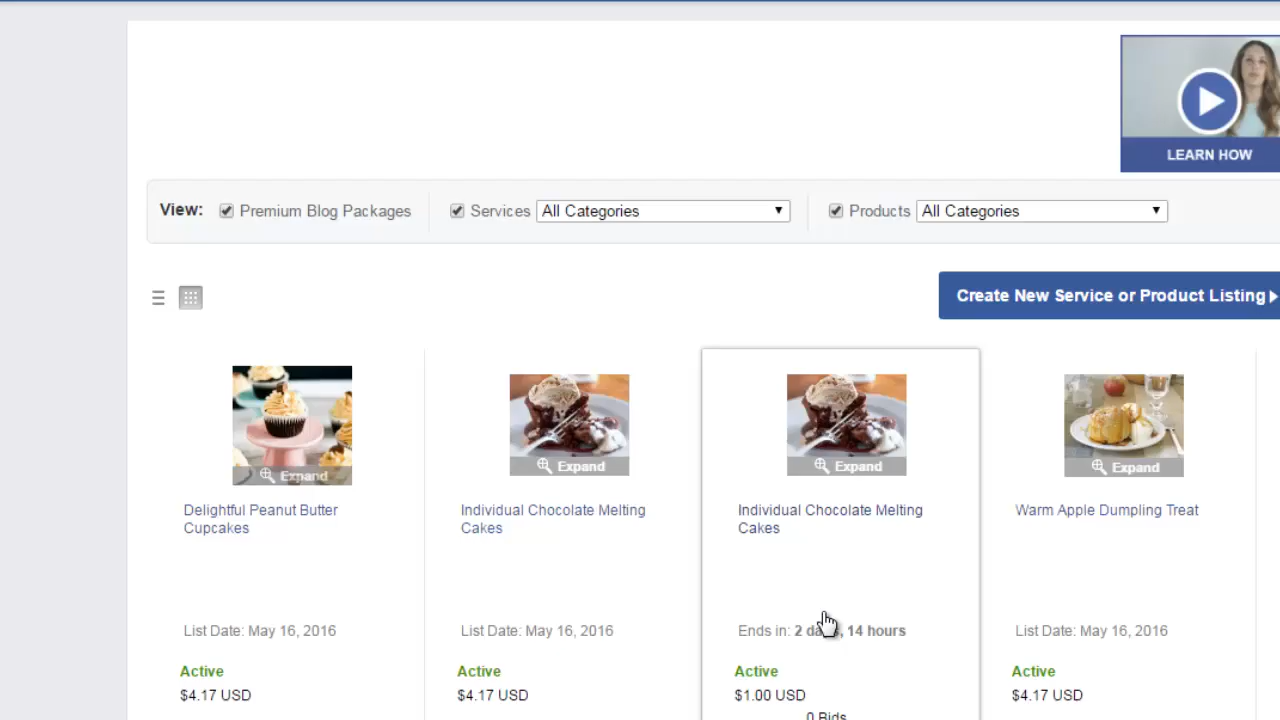 LEARN HOW
View: Premium Blog Packages Services All Categories Products All Categories
Create New Service or Product Listing
Expand Expand Expand Expand
Delightful Peanut Butter
Cupcakes
Individual Chocolate Melting
Cakes
Individual Chocolate Melting
Cakes
Warm Apple Dumpling Treat
List Date: May 16, 2016
List Date: May 16, 2016
Ends in: 2 days, 14 hours
List Date: May 16, 2016
Active
$4.17 USD
Active
$4.17 USD
Active
$1.00 USD
0 Bids
Active
$4.17 USD